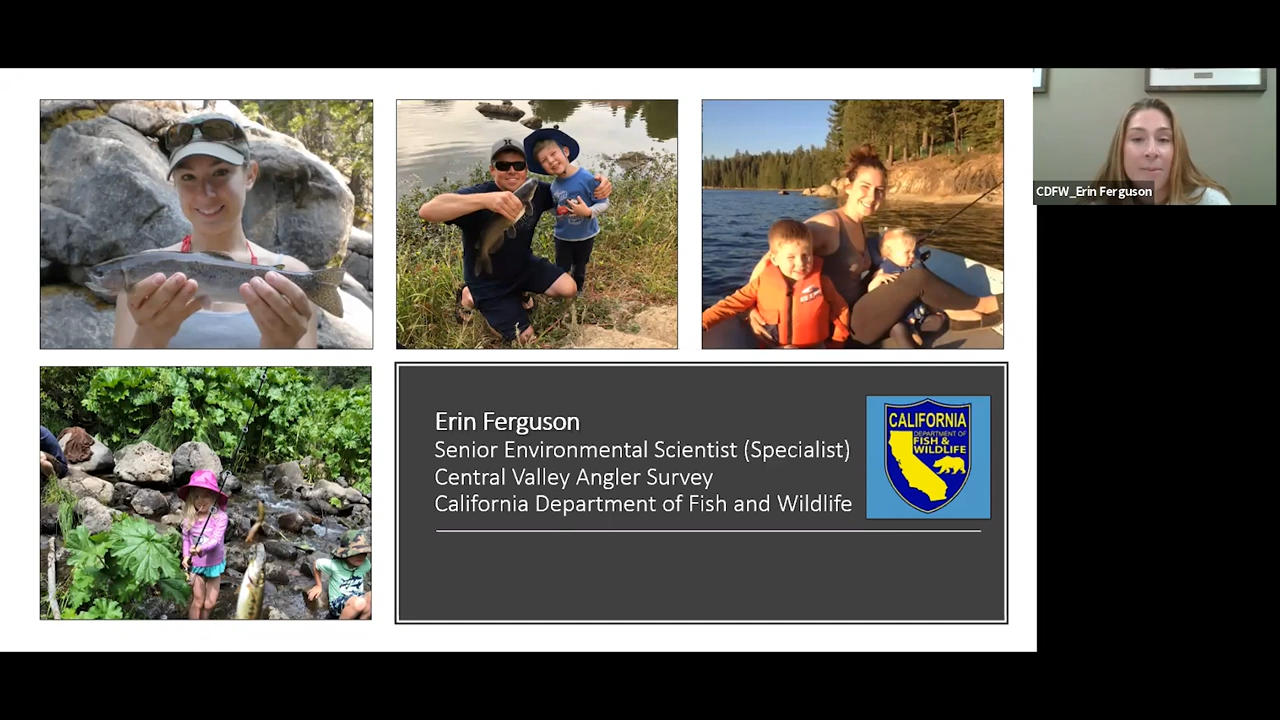 CDFW_Erin Ferguson
Erin Ferguson
Senior Environmental Scientist (Specialist)
Central Valley Angler Survey
California Department of Fish and Wildlife
CALIFORNIA
DEPARTMENT OF
FISH &
WILDLIFE